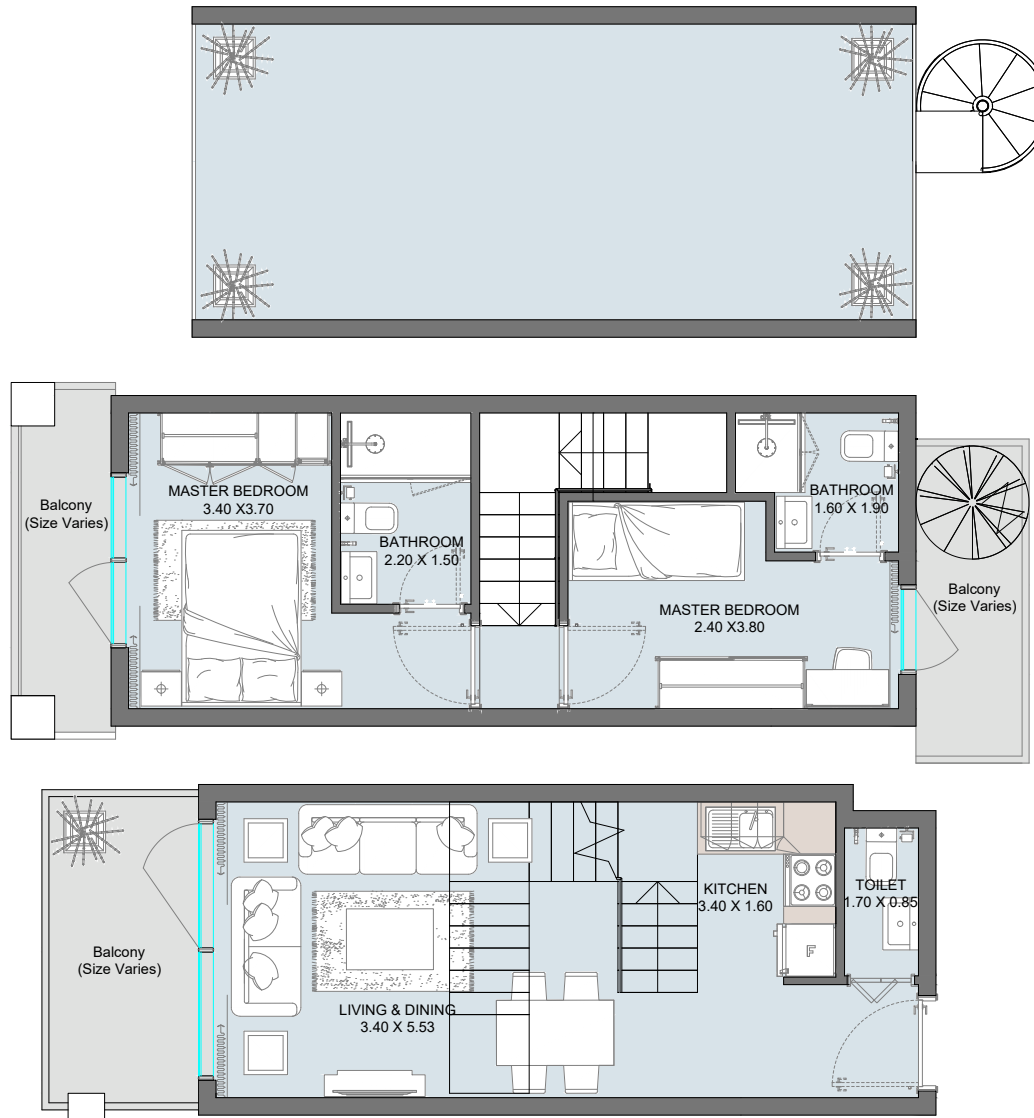 MASTER BEDROOM
3.40 X3.70
Balcony
(Size Varies)
BATHROOM
2.20 X 1.50
BATHROOM
1.60 X 1.90
MASTER BEDROOM
2.40 X3.80
Balcony
(Size Varies)
KITCHEN
3.40 X 1.60
TOILET
1.70 X 0.85
F
Balcony
(Size Varies)
LIVING & DINING
3.40 X 5.53